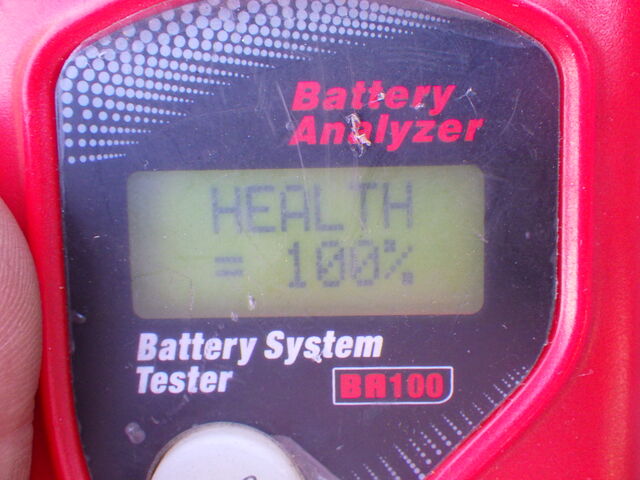 Battery
Analyzer
HEALTH
= 100%
Battery System
Tester
BA100